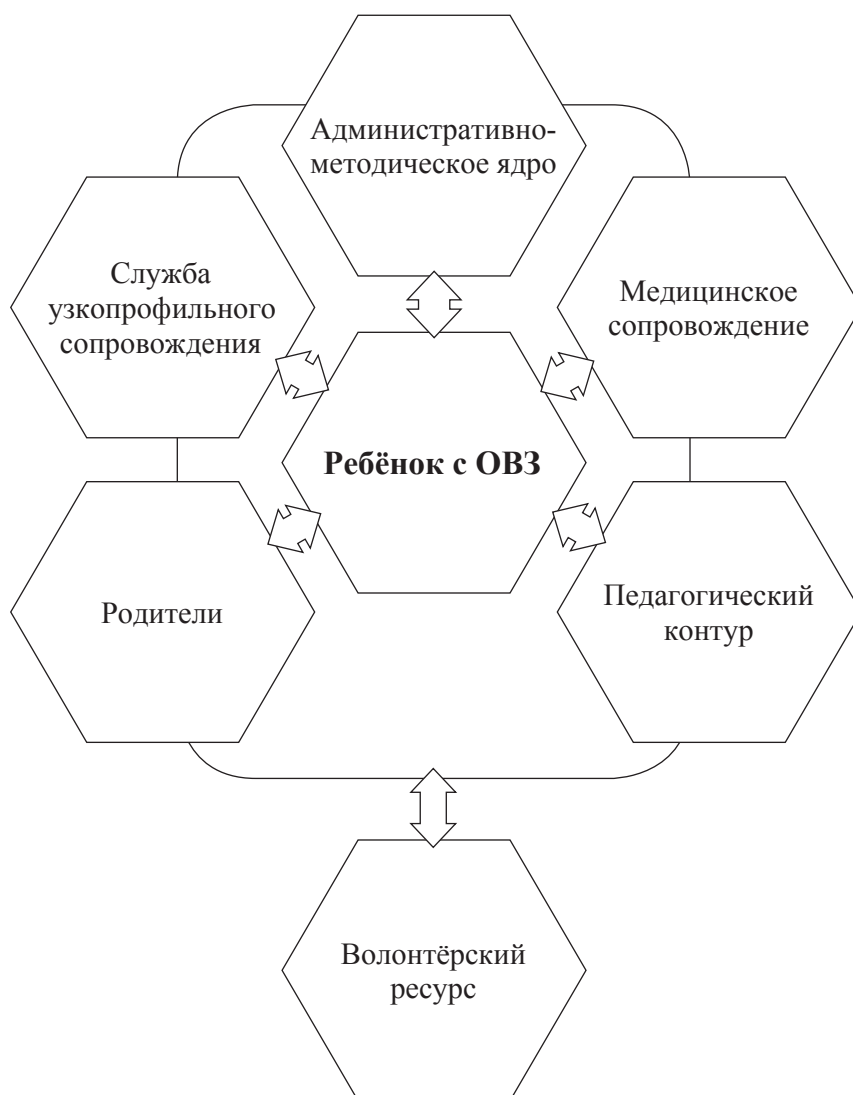 Административно-
методическое ядро
Служба
узкопрофильного
сопровождения
Медицинское
сопровождение
Ребёнок с ОВЗ
Родители
Педагогический
контур
Волонтёрский
ресурс